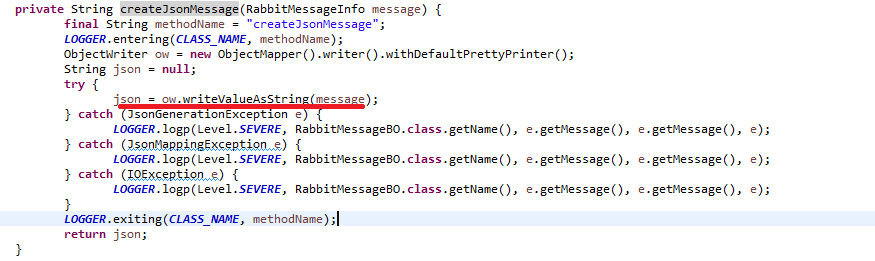 private String createJsonMessage(RabbitMessageInfo message) {
final String methodName = "createJsonMessage";
LOGGER.entering(CLASS_NAME, methodName);
ObjectWriter ow = new ObjectMapper().writer().withDefaultPrettyPrinter();
String json = null;
try {
json = ow.writeValueAsString(message);
} catch (JsonGenerationException e) {
LOGGER.logp(Level.SEVERE, RabbitMessageBO.class.getName(), e.getMessage(), e.getMessage(), e);
} catch (JsonMappingException e) {
LOGGER.logp(Level.SEVERE, RabbitMessageBO.class.getName(), e.getMessage(), e.getMessage(), e);
} catch (IOException e) {
LOGGER.logp(Level.SEVERE, RabbitMessageBO.class.getName(), e.getMessage(), e.getMessage(), e);
}
LOGGER.exiting(CLASS_NAME, methodName);
return json;
}